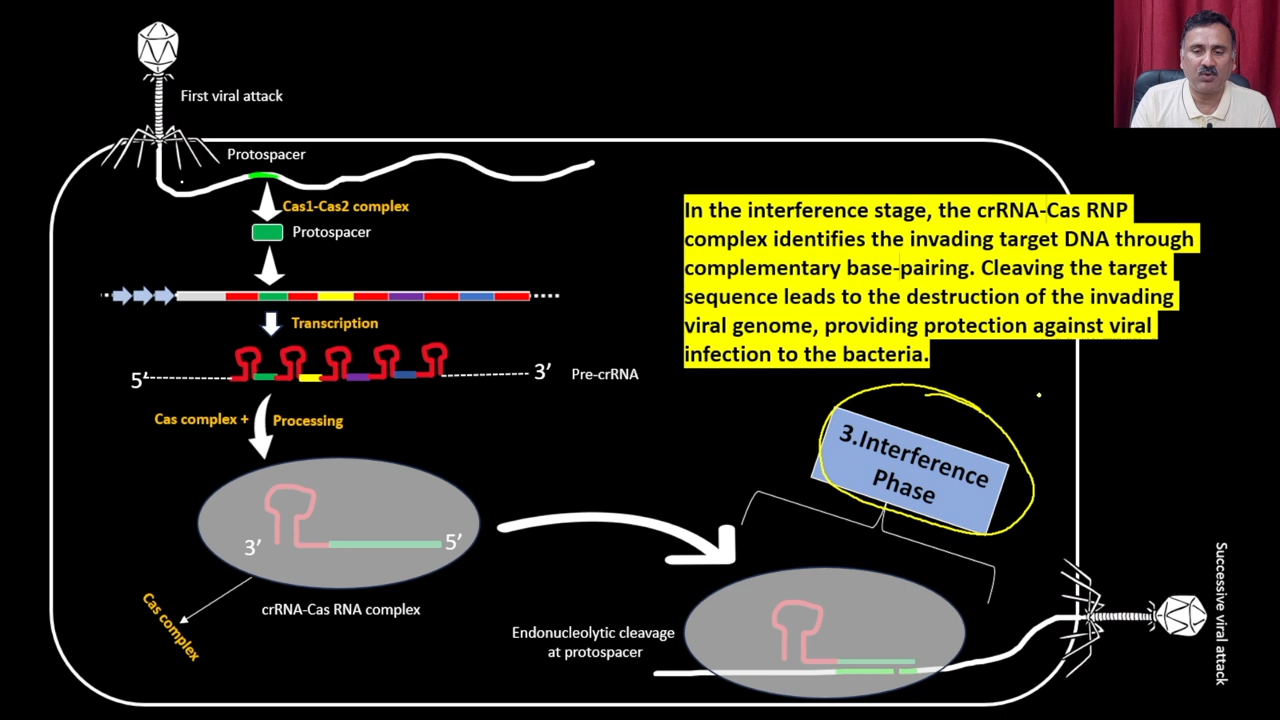 First viral attack
Protospacer
Cas1-Cas2 complex
Protospacer
Transcription
5’
3’
Pre-crRNA
Cas complex +
Processing
3’
5’
crRNA-Cas RNA complex
Cas complex
In the interference stage, the crRNA-Cas RNP
complex identifies the invading target DNA through
complementary base-pairing. Cleaving the target
sequence leads to the destruction of the invading
viral genome, providing protection against viral
infection to the bacteria.
3.Interference
Phase
Endonucleolytic cleavage
at protospacer
Successive viral attack